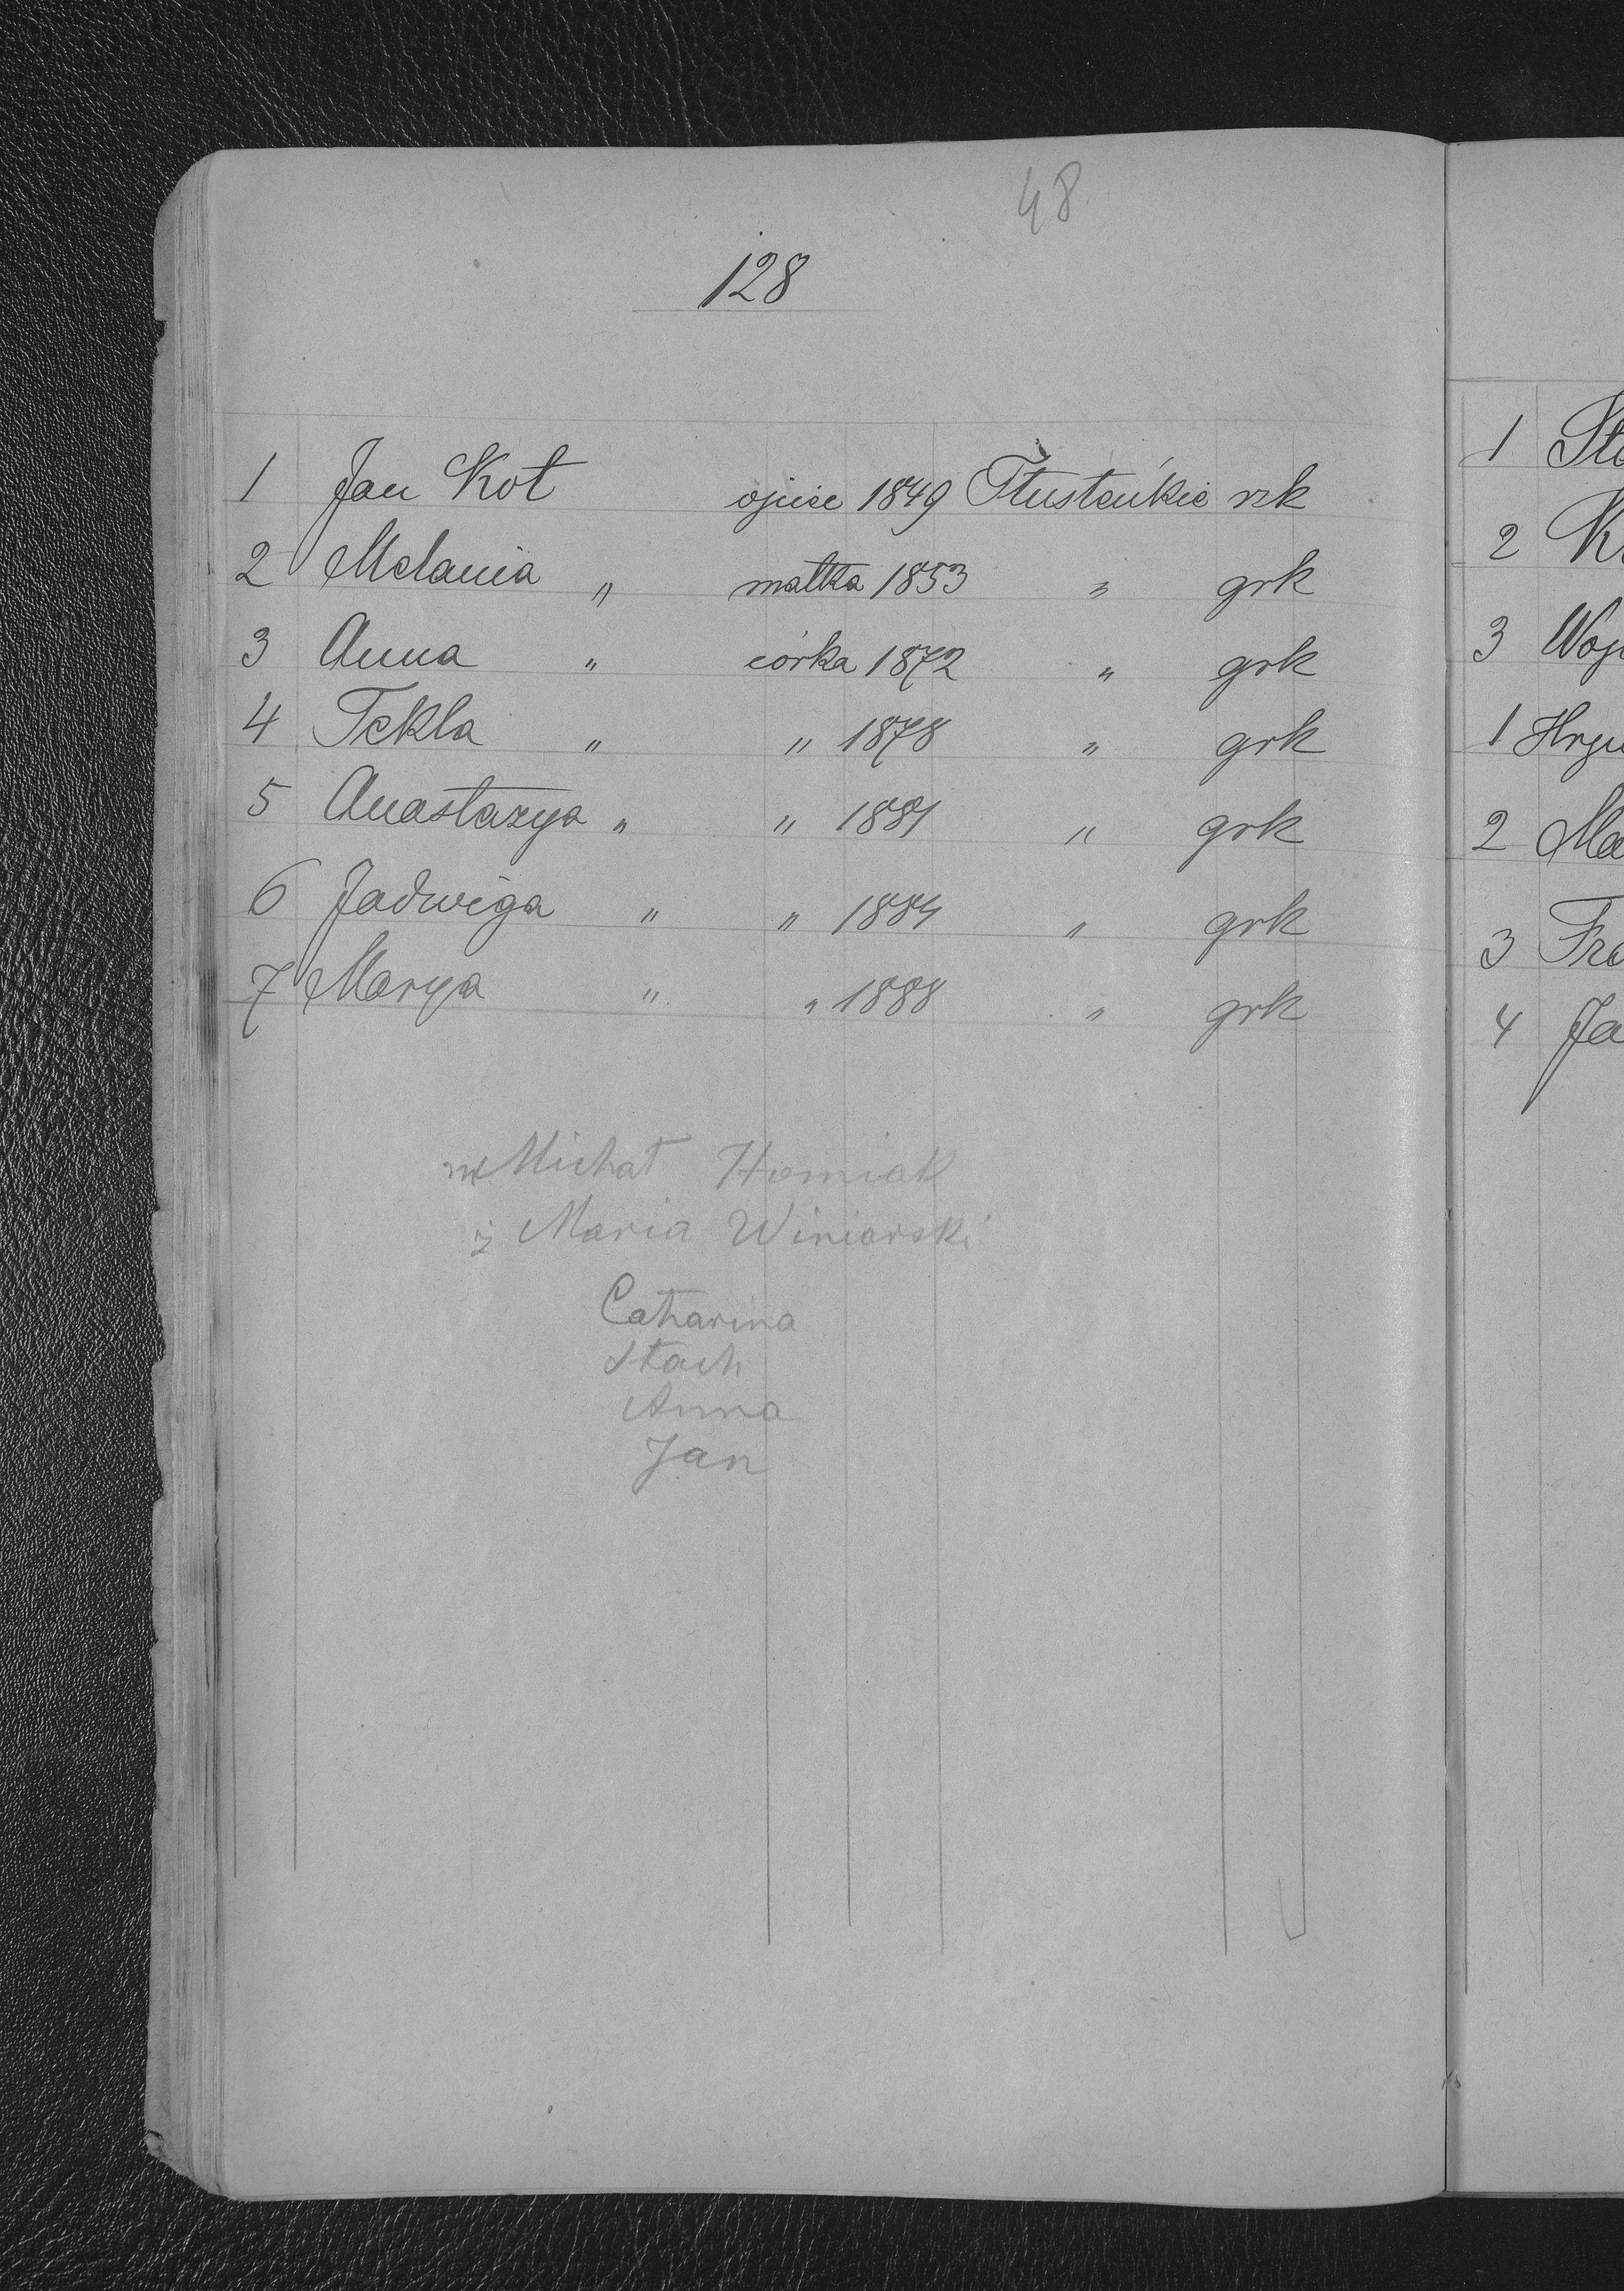 48
128
1 Jan Kot ojciec 1849 Tłusteńkie rzk
2 Melania " matka 1853 " grk
3 Anna " córka 1872 " grk
4 Tekla " " 1878 " grk
5 Anastazya " " 1881 " grk
6 Jadwiga " " 1884 " grk
7 Marya " " 1888 " grk
Michał Homiak
ż Maria Winiarski
Catharina
Stach
Anna
Jan
1
2
3
1
2
3
4